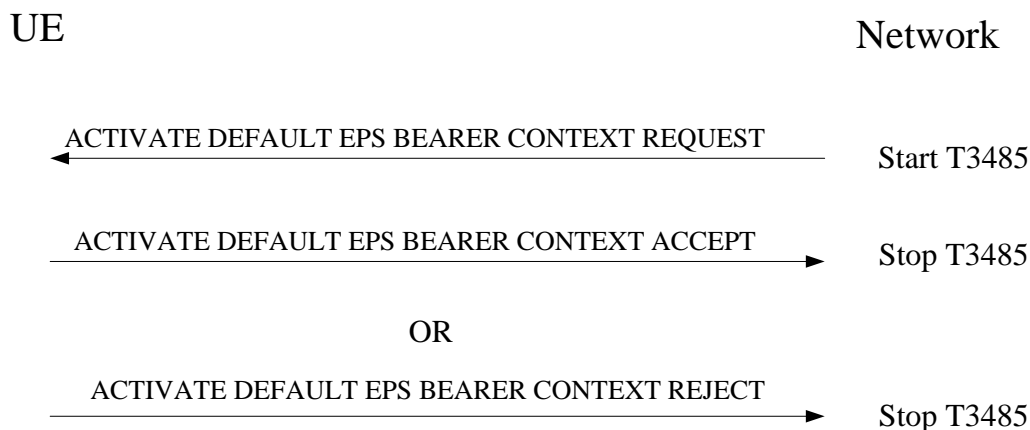 UE
Network
ACTIVATE DEFAULT EPS BEARER CONTEXT REQUEST
Start T3485
ACTIVATE DEFAULT EPS BEARER CONTEXT ACCEPT
Stop T3485
OR
ACTIVATE DEFAULT EPS BEARER CONTEXT REJECT
Stop T3485